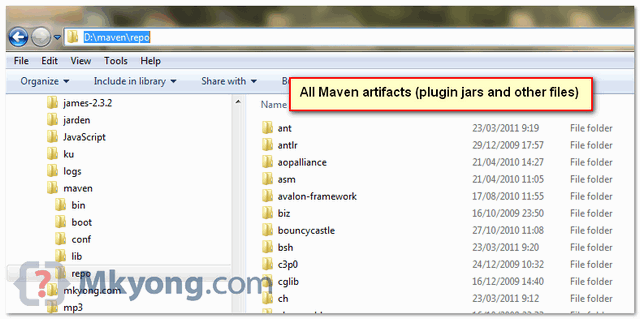 D:\maven\repo
File Edit View Tools Help
Organize Include in library Share with
All Maven artifacts (plugin jars and other files)
james-2.3.2
jarden
JavaScript
ku
logs
maven
bin
boot
conf
lib
repo
mkyong.com
mp3
ant 23/03/2011 9:19 File folder
antlr 29/12/2009 17:57 File folder
aopalliance 21/04/2010 14:27 File folder
asm 21/04/2010 11:05 File folder
avalon-framework 17/08/2010 11:55 File folder
biz 16/10/2009 23:50 File folder
bouncycastle 27/10/2010 11:08 File folder
bsh 23/03/2011 9:20 File folder
c3p0 24/12/2009 10:32 File folder
cglib 16/12/2009 14:40 File folder
ch 23/03/2011 9:12 File folder
Mkyong.com